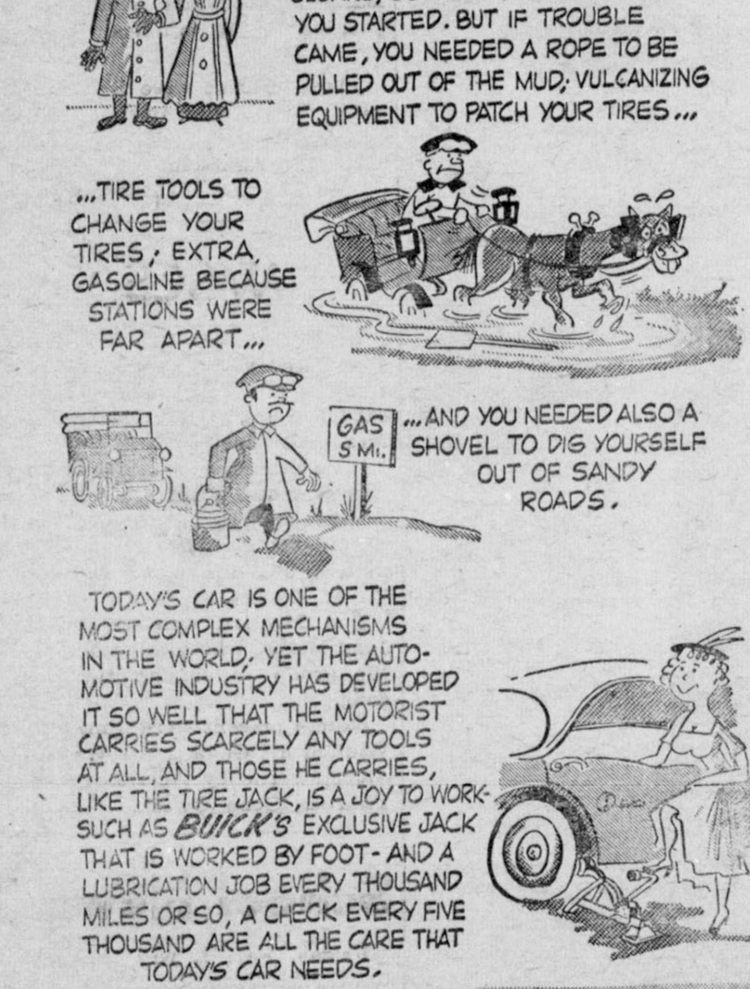 YOU STARTED. BUT IF TROUBLE
CAME, YOU NEEDED A ROPE TO BE
PULLED OUT OF THE MUD; VULCANIZING
EQUIPMENT TO PATCH YOUR TIRES...
...TIRE TOOLS TO
CHANGE YOUR
TIRES; EXTRA,
GASOLINE BECAUSE
STATIONS WERE
FAR APART...
GAS
5 MI.
...AND YOU NEEDED ALSO A
SHOVEL TO DIG YOURSELF
OUT OF SANDY
ROADS.
TODAY'S CAR IS ONE OF THE
MOST COMPLEX MECHANISMS
IN THE WORLD; YET THE AUTO-
MOTIVE INDUSTRY HAS DEVELOPED
IT SO WELL THAT THE MOTORIST
CARRIES SCARCELY ANY TOOLS
AT ALL, AND THOSE HE CARRIES,
LIKE THE TIRE JACK, IS A JOY TO WORK-
SUCH AS BUICK'S EXCLUSIVE JACK
THAT IS WORKED BY FOOT- AND A
LUBRICATION JOB EVERY THOUSAND
MILES OR SO, A CHECK EVERY FIVE
THOUSAND ARE ALL THE CARE THAT
TODAY'S CAR NEEDS.